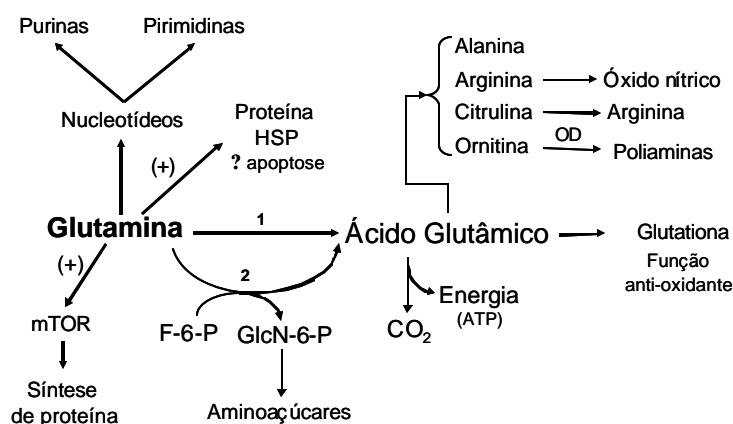 Purinas
Pirimidinas
Nucleotídeos
(+)
Proteína
HSP
? apoptose
Alanina
Arginina
Óxido nítrico
Citrulina
Arginina
Ornitina
OD
Poliaminas
Glutamina
1
Ácido Glutâmico
Glutationa
Função
anti-oxidante
(+)
2
mTOR
F-6-P
GlcN-6-P
Energia
(ATP)
CO2
Síntese
de proteína
Aminoaçúcares